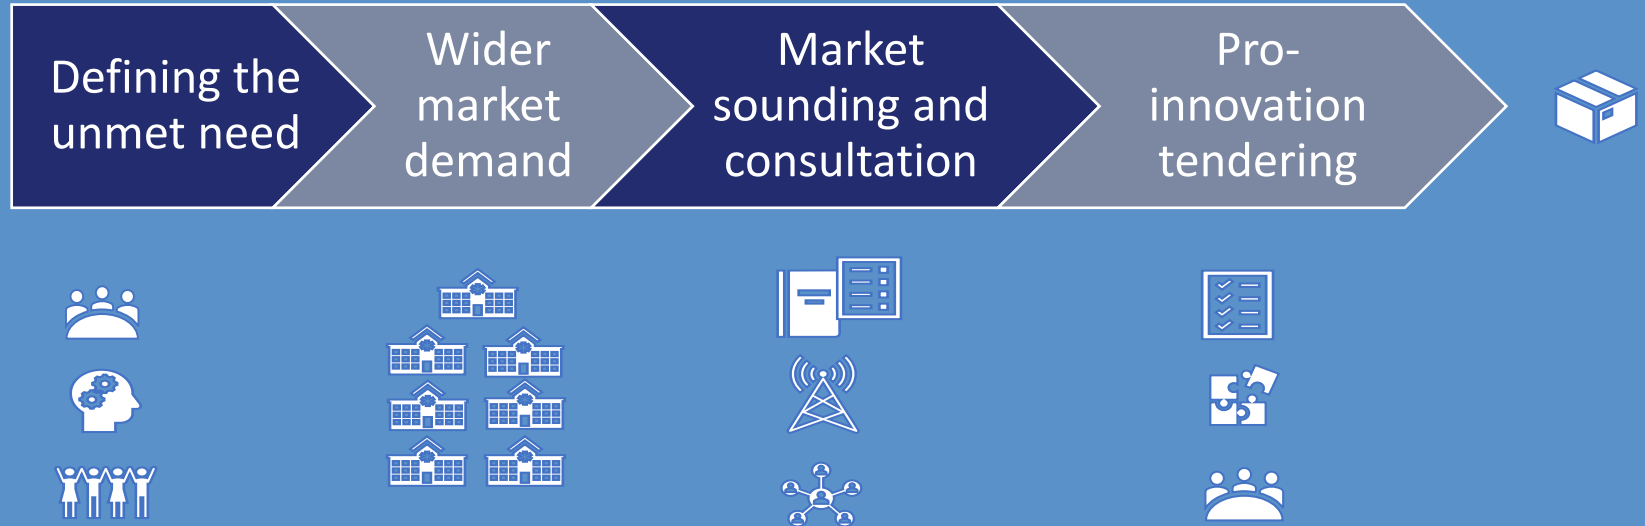 Defining the
unmet need
Wider
market
demand
Market
sounding and
consultation
Pro-
innovation
tendering